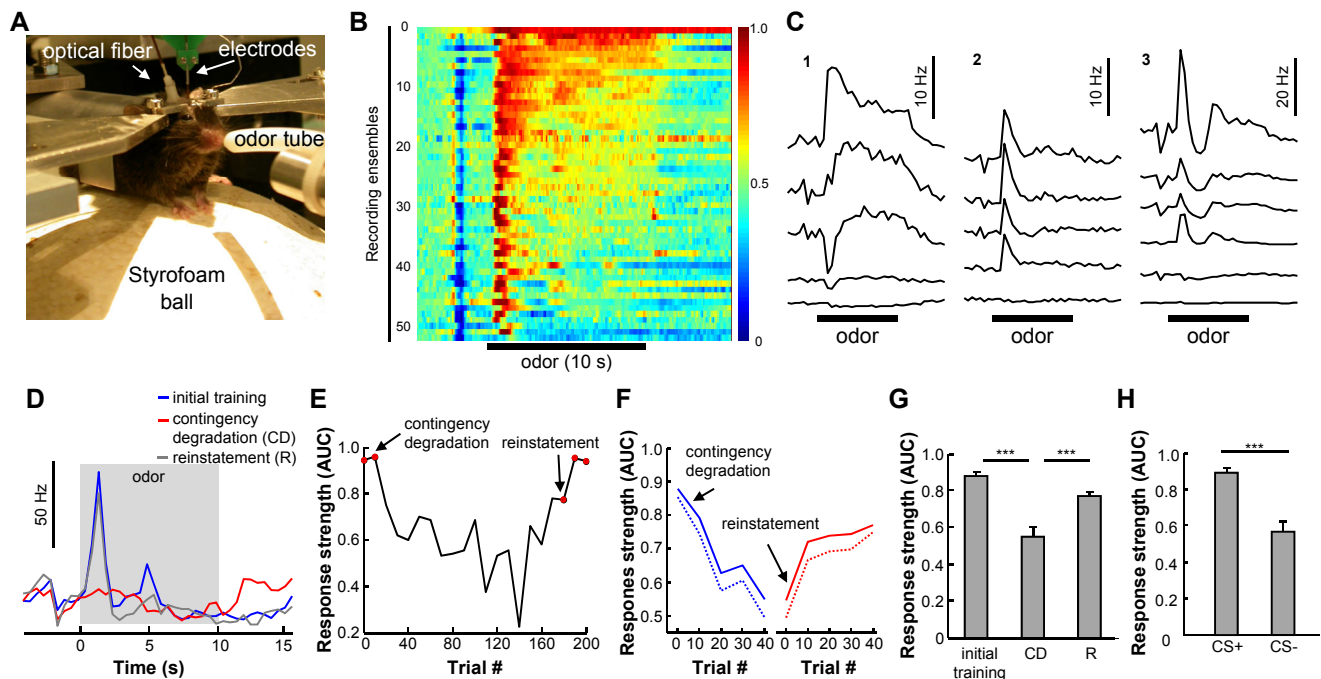 A
optical fiber
electrodes
odor tube
Styrofoam
ball
B
Recording ensembles
0
10
20
30
40
50
odor (10 s)
1.0
0.5
0
C
1
10 Hz
2
10 Hz
3
20 Hz
odor
odor
odor
D
initial training
contingency
degradation (CD)
reinstatement (R)
odor
50 Hz
0
5
10
15
Time (s)
E
Response strength (AUC)
1.0
0.8
0.6
0.4
0.2
contingency
degradation
reinstatement
0
40
80
120
160
200
Trial #
F
Responses strength (AUC)
1.0
0.9
0.8
0.7
0.6
0.5
contingency
degradation
reinstatement
0
10
20
30
40
0
10
20
30
40
Trial #
Trial #
G
Response strength (AUC)
1.0
0.8
0.6
0.4
0.2
0
***
***
initial
training
CD
R
H
Response strength (AUC)
1.0
0.8
0.6
0.4
0.2
0
***
CS+
CS-